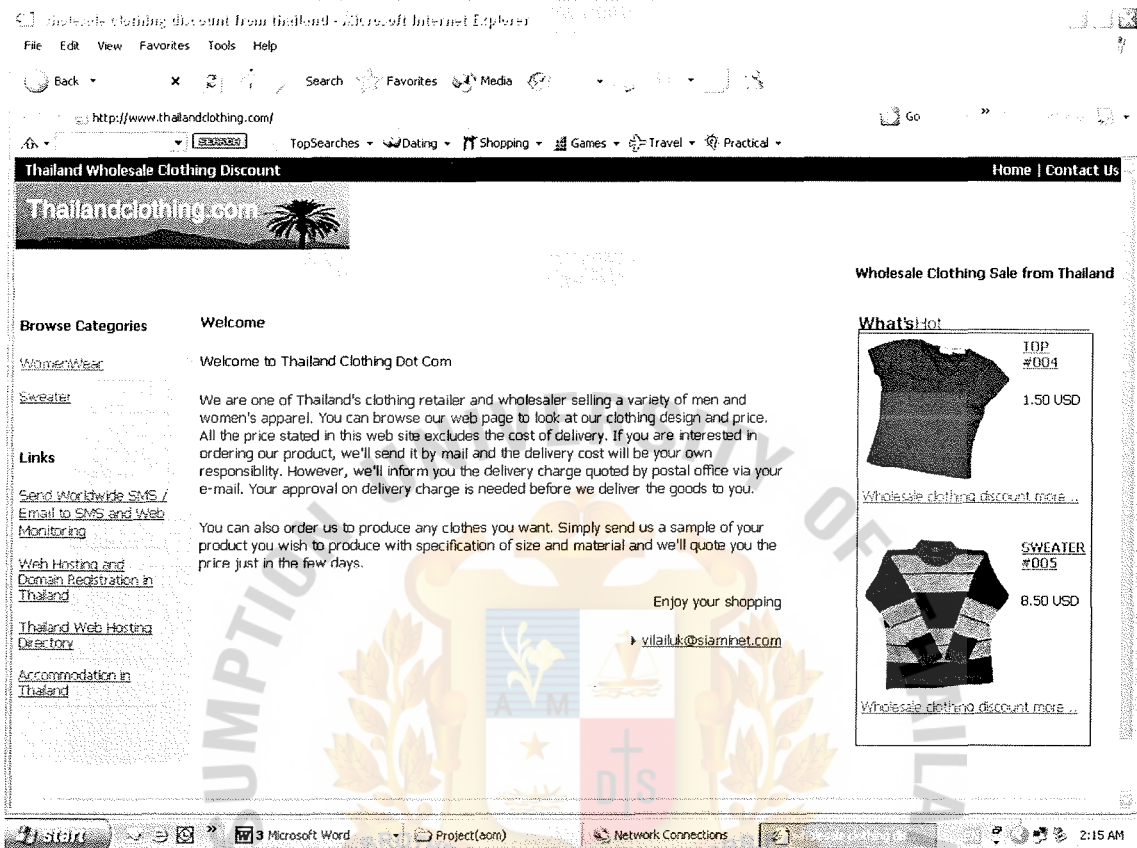 wholesale clothing discount from thailand - Microsoft Internet Explorer
File Edit View Favorites Tools Help
Back Search Favorites Media
http://www.thailandclothing.com/ Go
TopSearches Dating Shopping Games Travel Practical
Thailand Wholesale Clothing Discount Home | Contact Us
Thailandclothing.com
Wholesale Clothing Sale from Thailand
Browse Categories
WomenWear
Sweater
Links
Send Worldwide SMS /
Email to SMS and Web
Monitoring
Web Hosting and
Domain Registration in
Thailand
Thailand Web Hosting
Directory
Accommodation in
Thailand
Welcome
Welcome to Thailand Clothing Dot Com
We are one of Thailand's clothing retailer and wholesaler selling a variety of men and
women's apparel. You can browse our web page to look at our clothing design and price.
All the price stated in this web site excludes the cost of delivery. If you are interested in
ordering our product, we'll send it by mail and the delivery cost will be your own
responsiblity. However, we'll inform you the delivery charge quoted by postal office via your
e-mail. Your approval on delivery charge is needed before we deliver the goods to you.
You can also order us to produce any clothes you want. Simply send us a sample of your
product you wish to produce with specification of size and material and we'll quote you the
price just in the few days.
Enjoy your shopping
vilailuk@siaminet.com
What's Hot
TOP
#004
1.50 USD
Wholesale clothing discount more ..
SWEATER
#005
8.50 USD
Wholesale clothing discount more ..
UNIVERSITY OF
A M
D S
start » 3 Microsoft Word Project(aom) Network Connections 2:15 AM